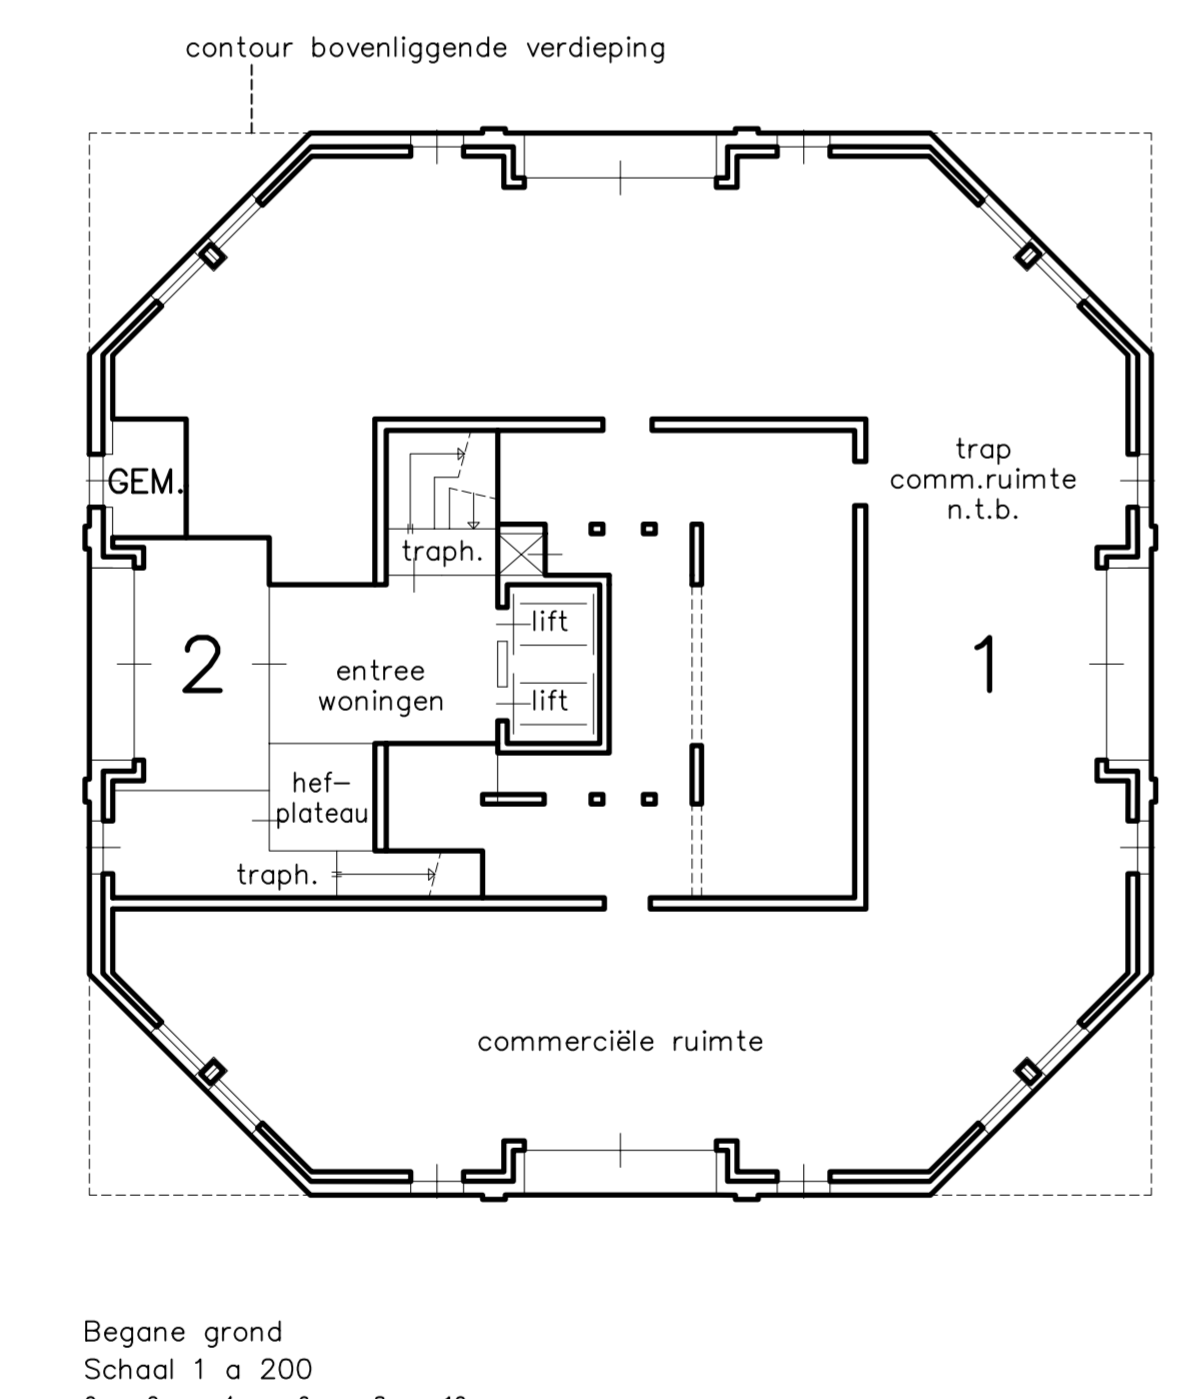 contour bovenliggende verdieping
trap
comm.ruimte
n.t.b.
GEM.
traph.
lift
2
1
entree
woningen
lift
hef-
plateau
traph.
commerciële ruimte
Begane grond
Schaal 1 a 200